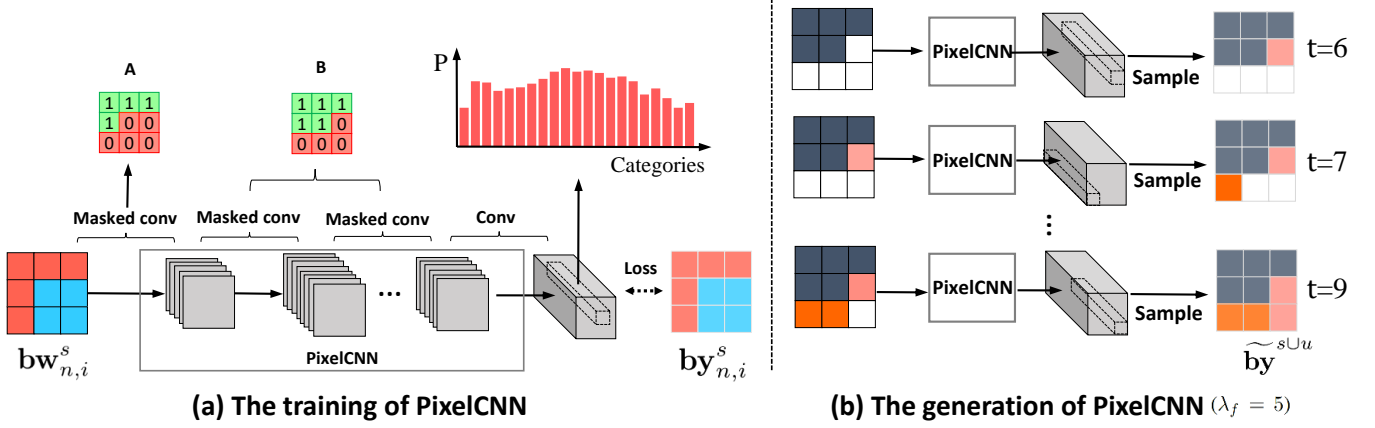 A
B
1 1 1
1 0 0
0 0 0
1 1 1
1 1 0
0 0 0
P
Categories
Masked conv
Masked conv
Masked conv
Conv
Loss
...
PixelCNN
bw^s_{n,i}
by^s_{n,i}
(a) The training of PixelCNN
PixelCNN
Sample
t=6
PixelCNN
Sample
t=7
⋮
PixelCNN
Sample
t=9
\widetilde{by}^{s∪u}
(b) The generation of PixelCNN (λ_f = 5)